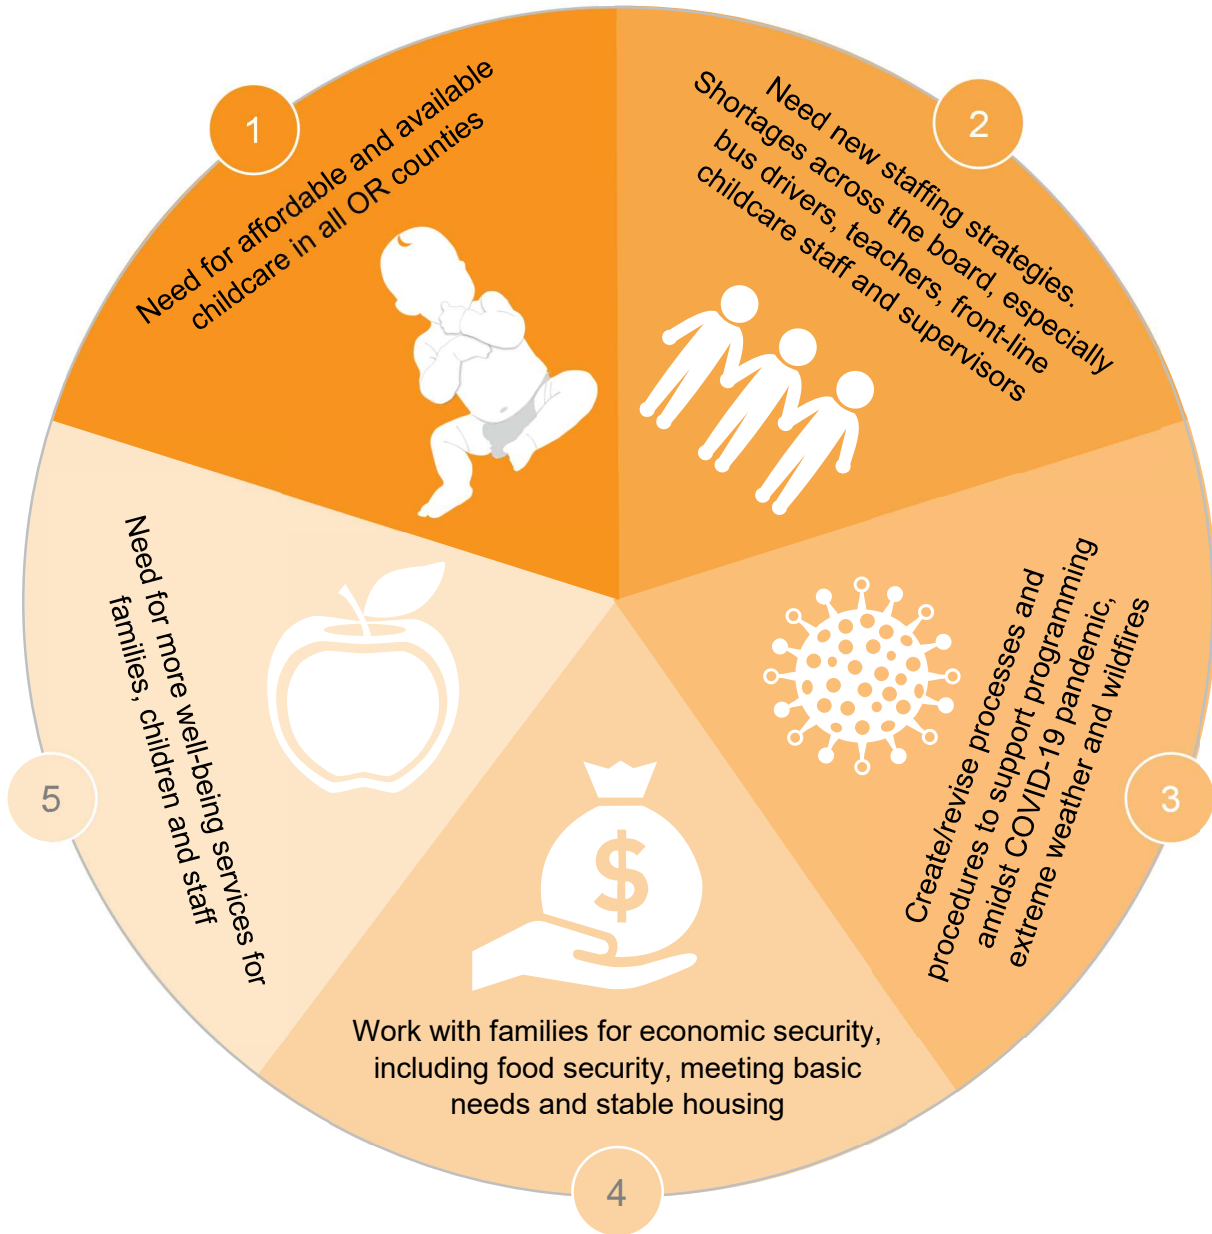 1
Need for affordable and available
childcare in all OR counties
2
Need new staffing strategies.
Shortages across the board, especially
bus drivers, teachers, front-line
childcare staff and supervisors
3
Create/revise processes and
procedures to support programming
amidst COVID-19 pandemic,
extreme weather and wildfires
$
Work with families for economic security,
including food security, meeting basic
needs and stable housing
4
5
Need for more well-being services for
families, children and staff